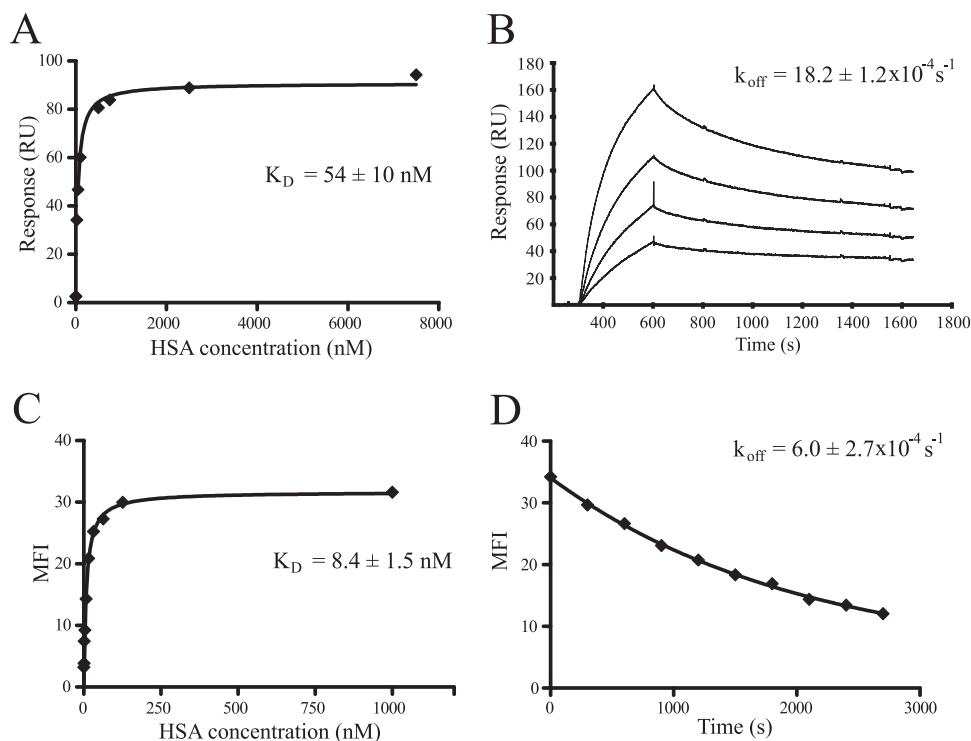 A
Response (RU)
100
80
60
40
20
0
K_D = 54 ± 10 nM
0 2000 4000 6000 8000
HSA concentration (nM)
B
k_off = 18.2 ± 1.2x10^-4 s^-1
Response (RU)
180
160
140
120
100
80
60
40
20
400 600 800 1000 1200 1400 1600 1800
Time (s)
C
MFI
40
30
20
10
0
K_D = 8.4 ± 1.5 nM
0 250 500 750 1000
HSA concentration (nM)
D
k_off = 6.0 ± 2.7x10^-4 s^-1
MFI
40
30
20
10
0
0 1000 2000 3000
Time (s)